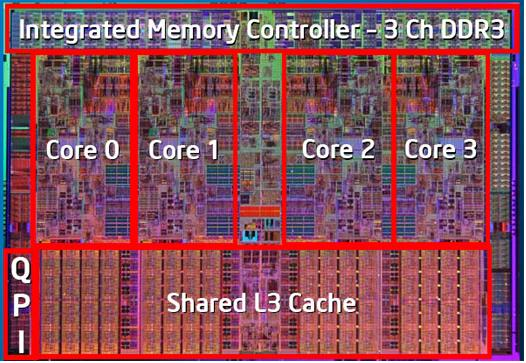 Integrated Memory Controller – 3 Ch DDR3
Core 0
Core 1
Core 2
Core 3
Q
P
I
Shared L3 Cache